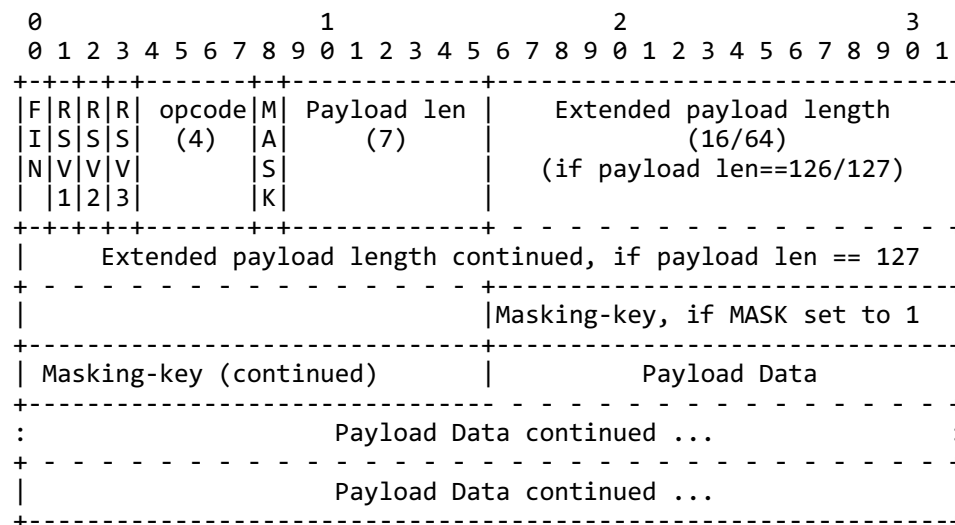 0                   1                   2                   3
 0 1 2 3 4 5 6 7 8 9 0 1 2 3 4 5 6 7 8 9 0 1 2 3 4 5 6 7 8 9 0 1
+-+-+-+-+-------+-+-------------+-------------------------------
|F|R|R|R| opcode|M| Payload len |    Extended payload length
|I|S|S|S|  (4)  |A|     (7)     |             (16/64)
|N|V|V|V|       |S|             |   (if payload len==126/127)
| |1|2|3|       |K|             |
+-+-+-+-+-------+-+-------------+ - - - - - - - - - - - - - - - -
|     Extended payload length continued, if payload len == 127
+ - - - - - - - - - - - - - - - +-------------------------------
|                               |Masking-key, if MASK set to 1
+-------------------------------+-------------------------------
| Masking-key (continued)       |          Payload Data
+-------------------------------- - - - - - - - - - - - - - - - -
:                     Payload Data continued ...                :
+ - - - - - - - - - - - - - - - - - - - - - - - - - - - - - - - -
|                     Payload Data continued ...
+---------------------------------------------------------------